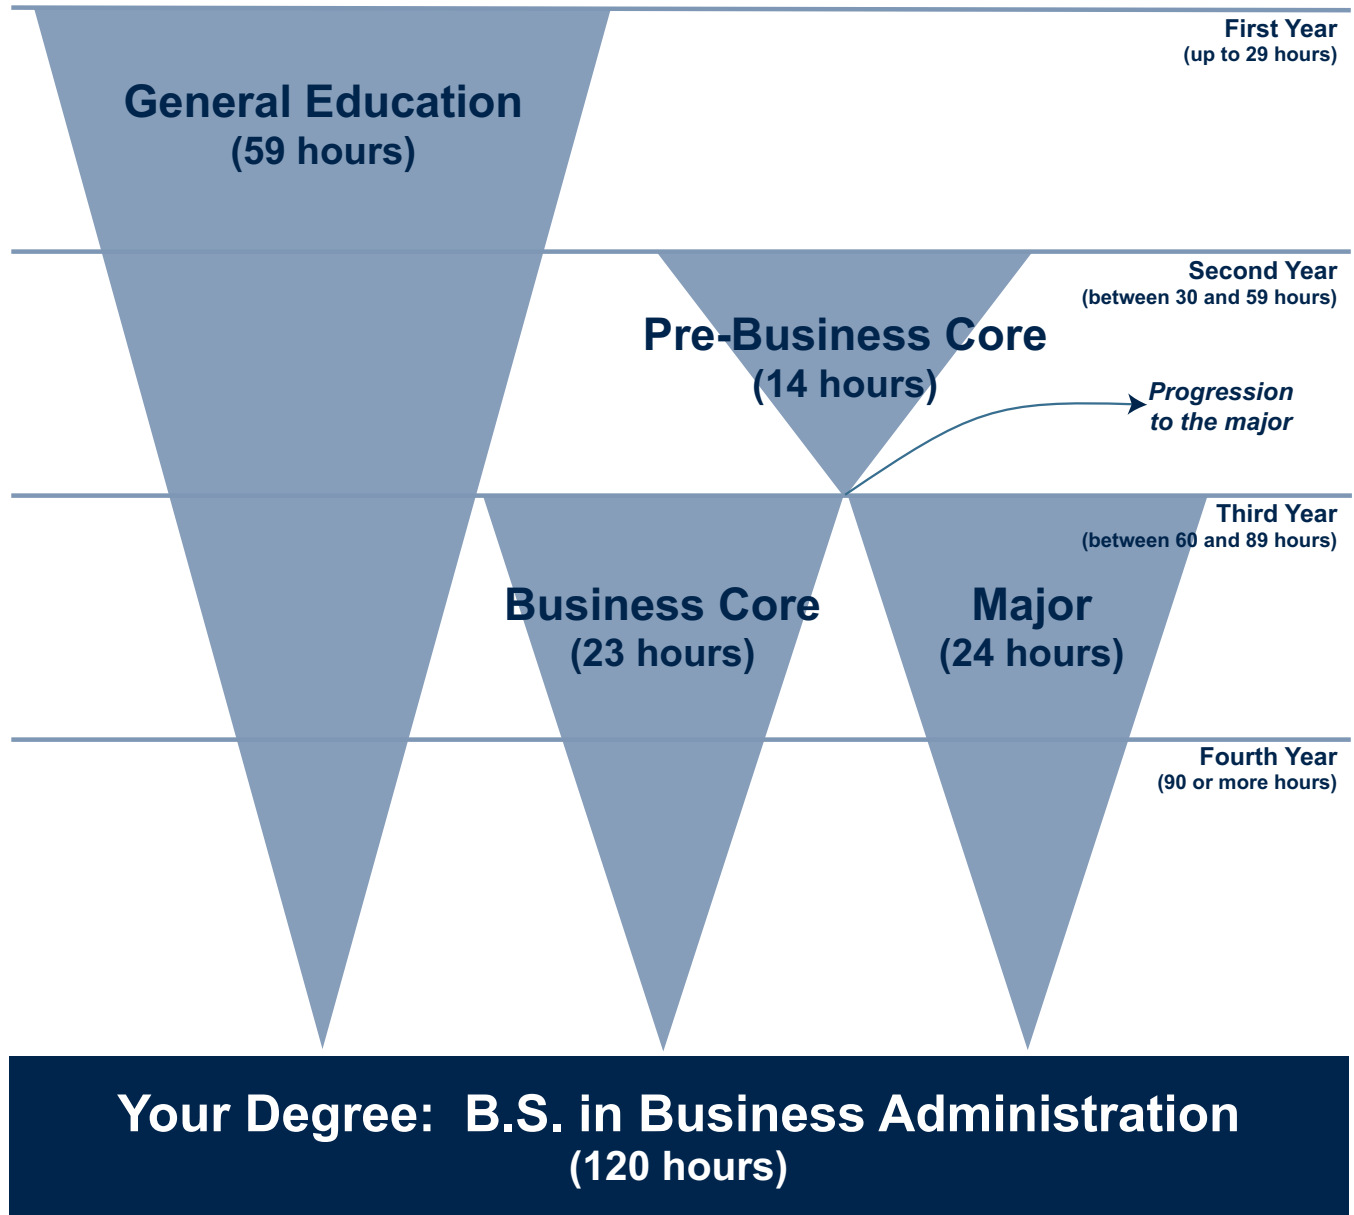 First Year
(up to 29 hours)
General Education
(59 hours)
Second Year
(between 30 and 59 hours)
Pre-Business Core
(14 hours)
Progression
to the major
Third Year
(between 60 and 89 hours)
Business Core
(23 hours)
Major
(24 hours)
Fourth Year
(90 or more hours)
Your Degree:  B.S. in Business Administration
(120 hours)